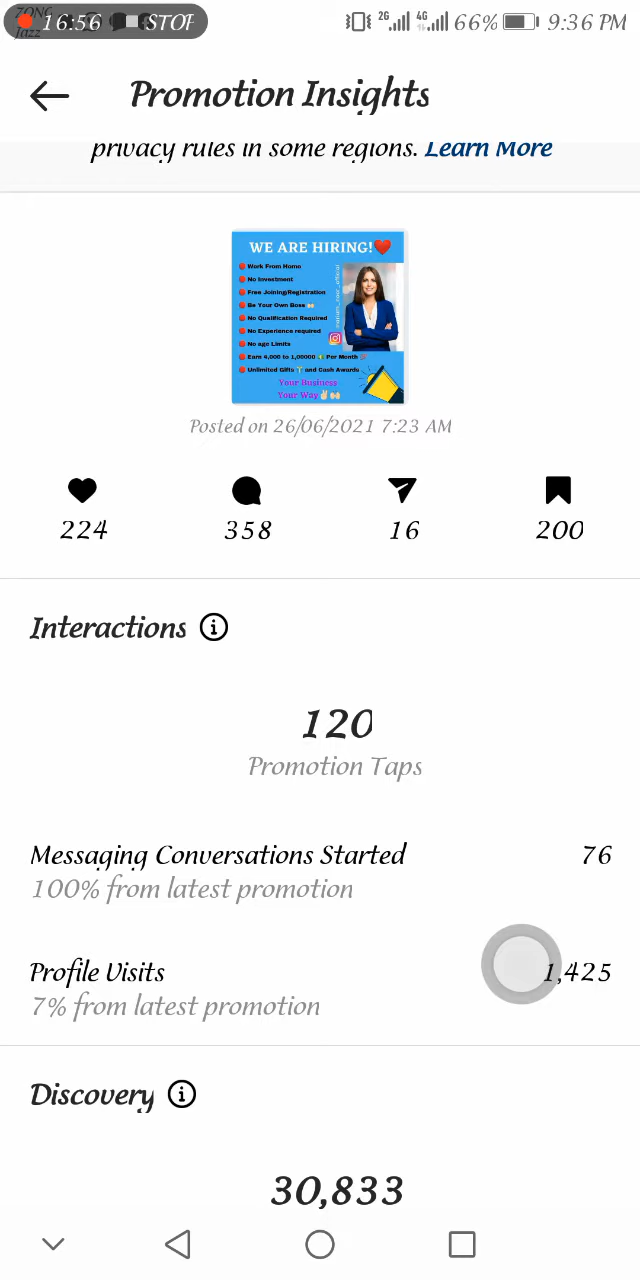 16:56 STOP
2G 4G 66% 9:36 PM
Promotion Insights
privacy rules in some regions. Learn More
WE ARE HIRING!❤️
Work From Home
No Investment
Free Joining/Registration
Be Your Own Boss 🙌🏻
No Qualification Required
No Experience required
No age Limits
Earn 4,000 to 1,00000 💵 Per Month 💯
Unlimited Gifts and Cash Awards
Your Business
Your Way ✌🏻🙌🏻
Posted on 26/06/2021 7:23 AM
224 358 16 200
Interactions
120
Promotion Taps
Messaging Conversations Started 76
100% from latest promotion
Profile Visits 1,425
7% from latest promotion
Discovery
30,833